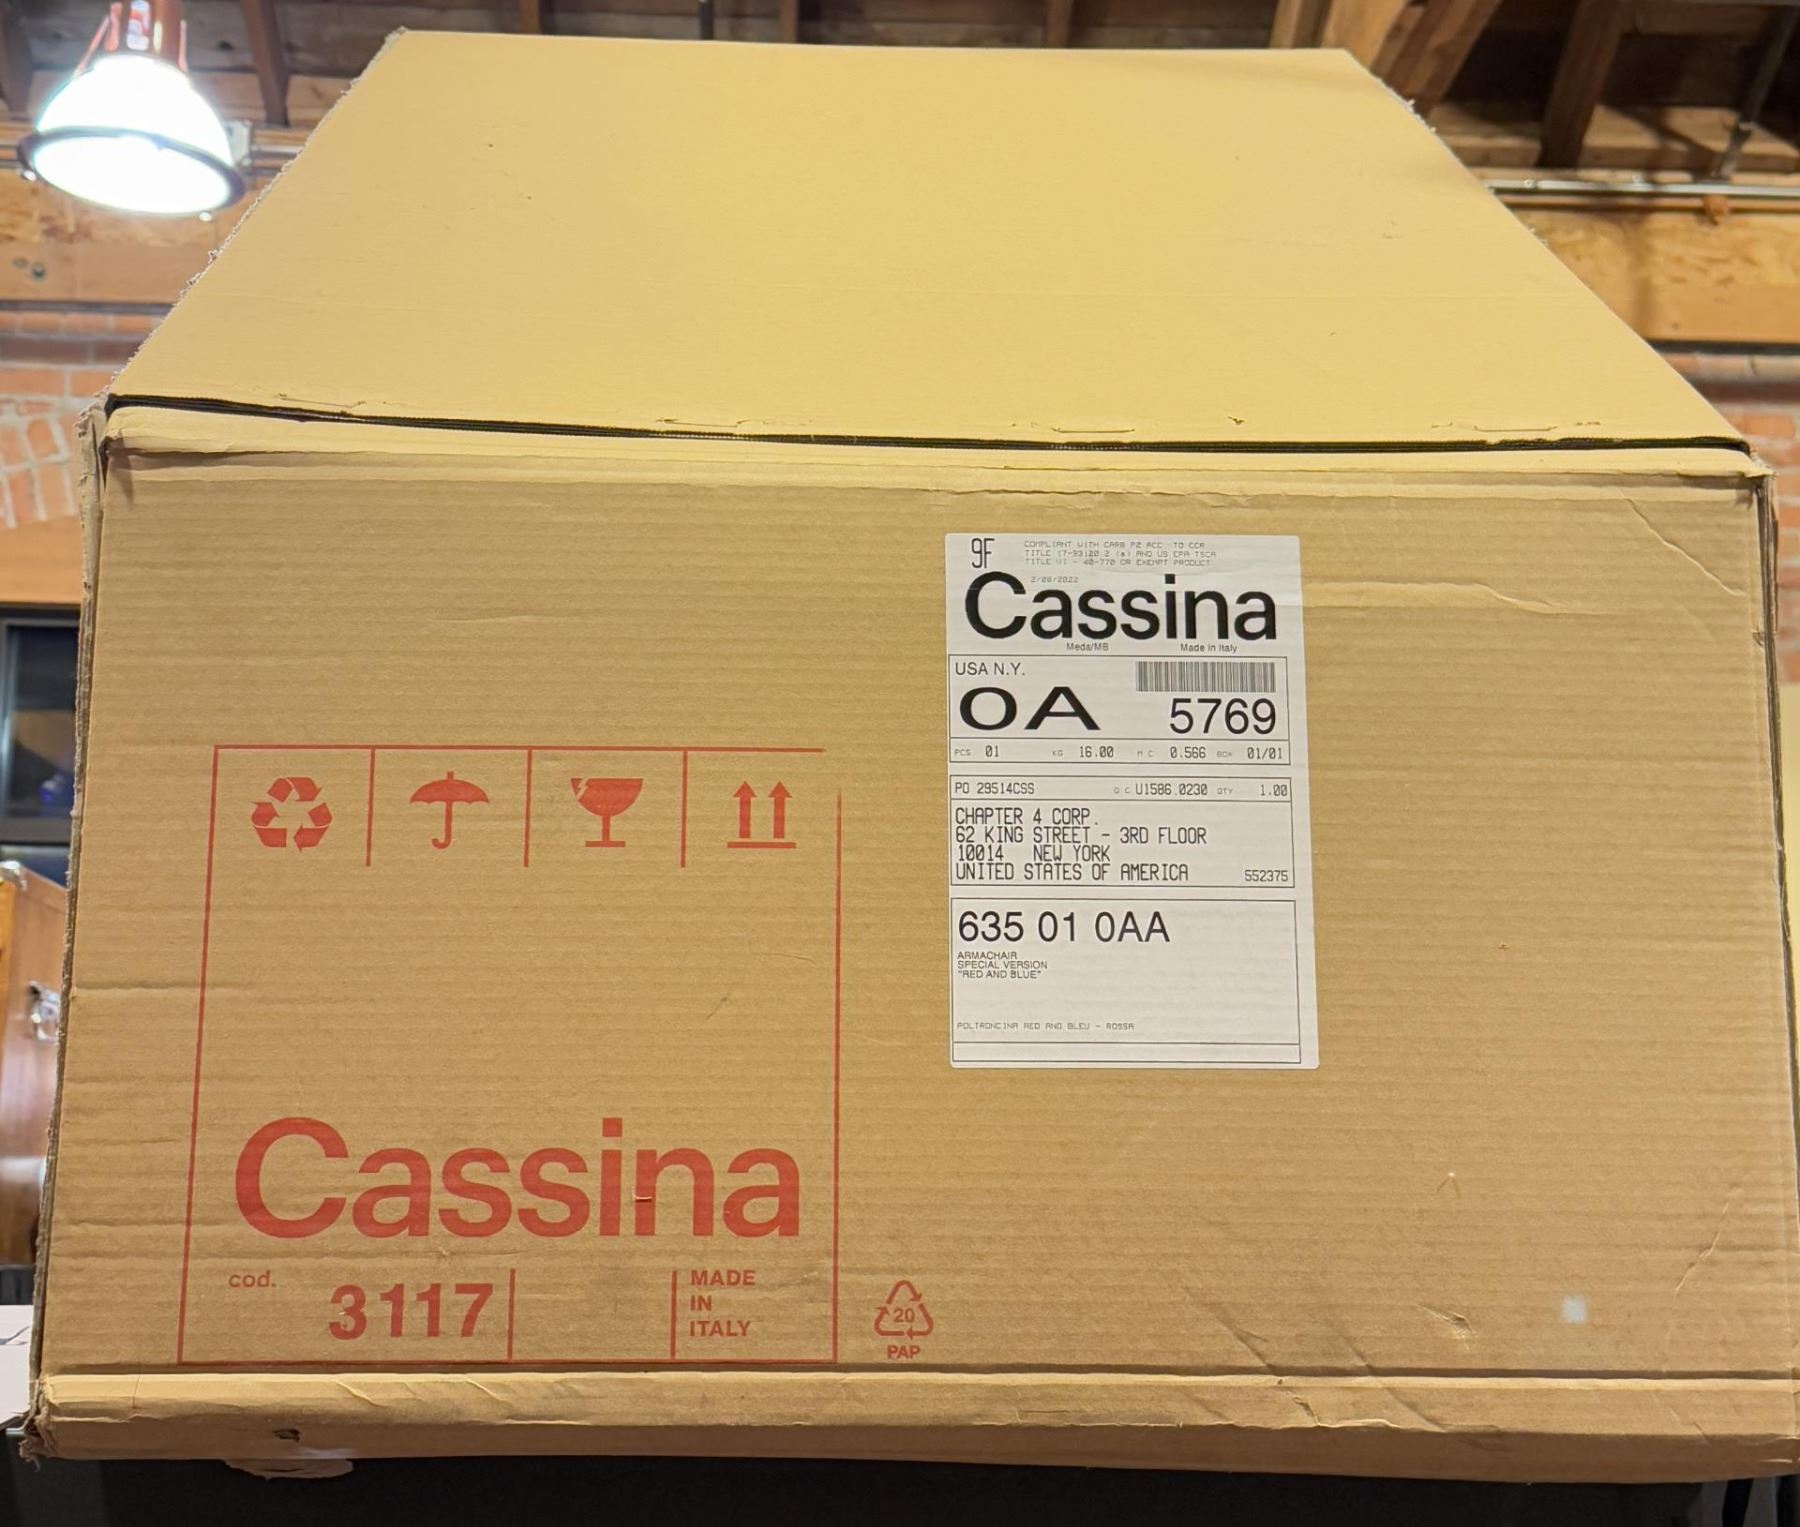 9F
COMPLIANT WITH CARB P2 ACC. TO CCR
TITLE 17-93120.2 (a) AND US EPA TSCA
TITLE VI - 40-770 OR EXEMPT PRODUCT
2/28/2022
Cassina
Meda/MB Made in Italy
USA N.Y.
OA 5769
PCS 01 KG 16.00 M C 0.566 BOX 01/01
PO 29514CSS O C U1586.0230 QTY 1.00
CHAPTER 4 CORP.
62 KING STREET - 3RD FLOOR
10014 NEW YORK
UNITED STATES OF AMERICA 552375
635 01 0AA
ARMACHAIR
SPECIAL VERSION
"RED AND BLUE"
POLTRONCINA RED AND BLEU - ROSSA
Cassina
cod. 3117
MADE
IN
ITALY
20
PAP